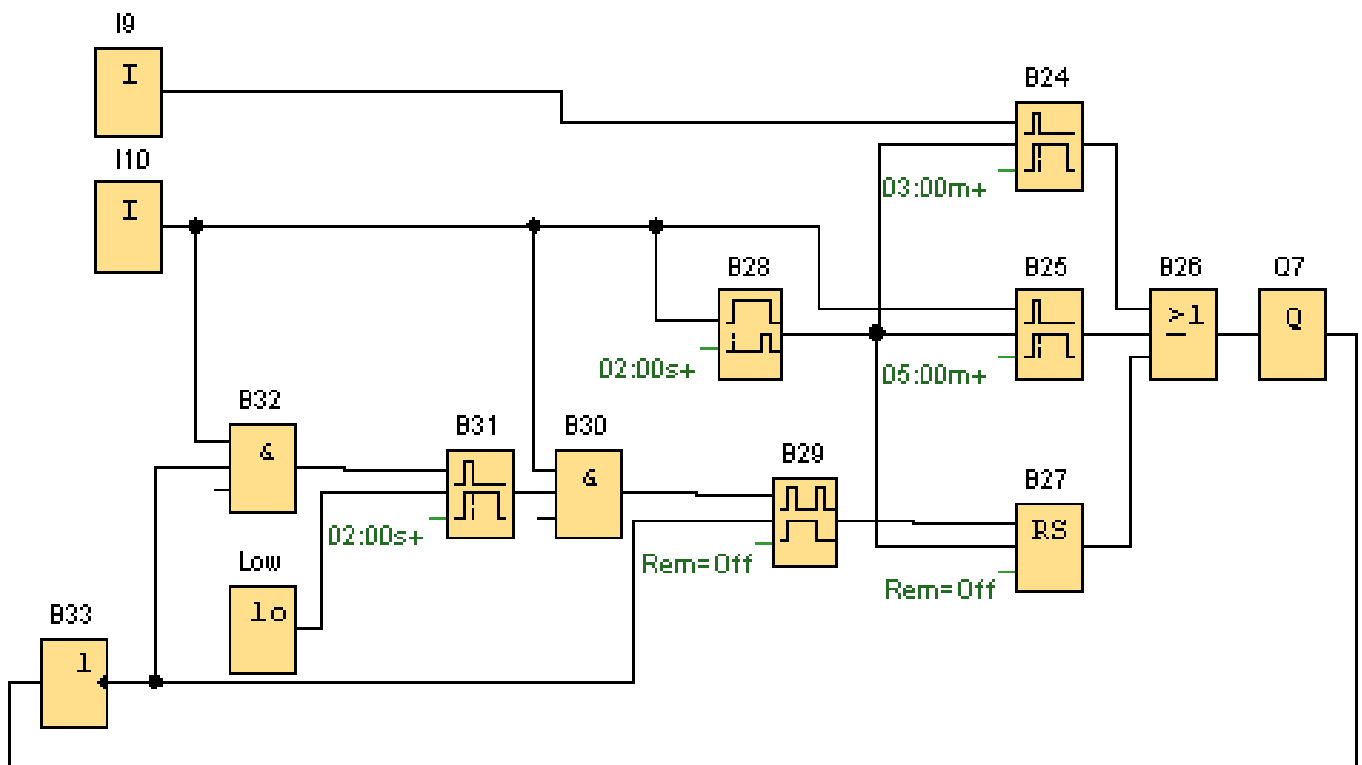 I9
I
I10
I
B24
03:00m+
B28
02:00s+
B25
05:00m+
B26
>1
Q7
Q
B32
&
B31
02:00s+
B30
&
B29
Rem=Off
B27
RS
Rem=Off
Low
lo
B33
1